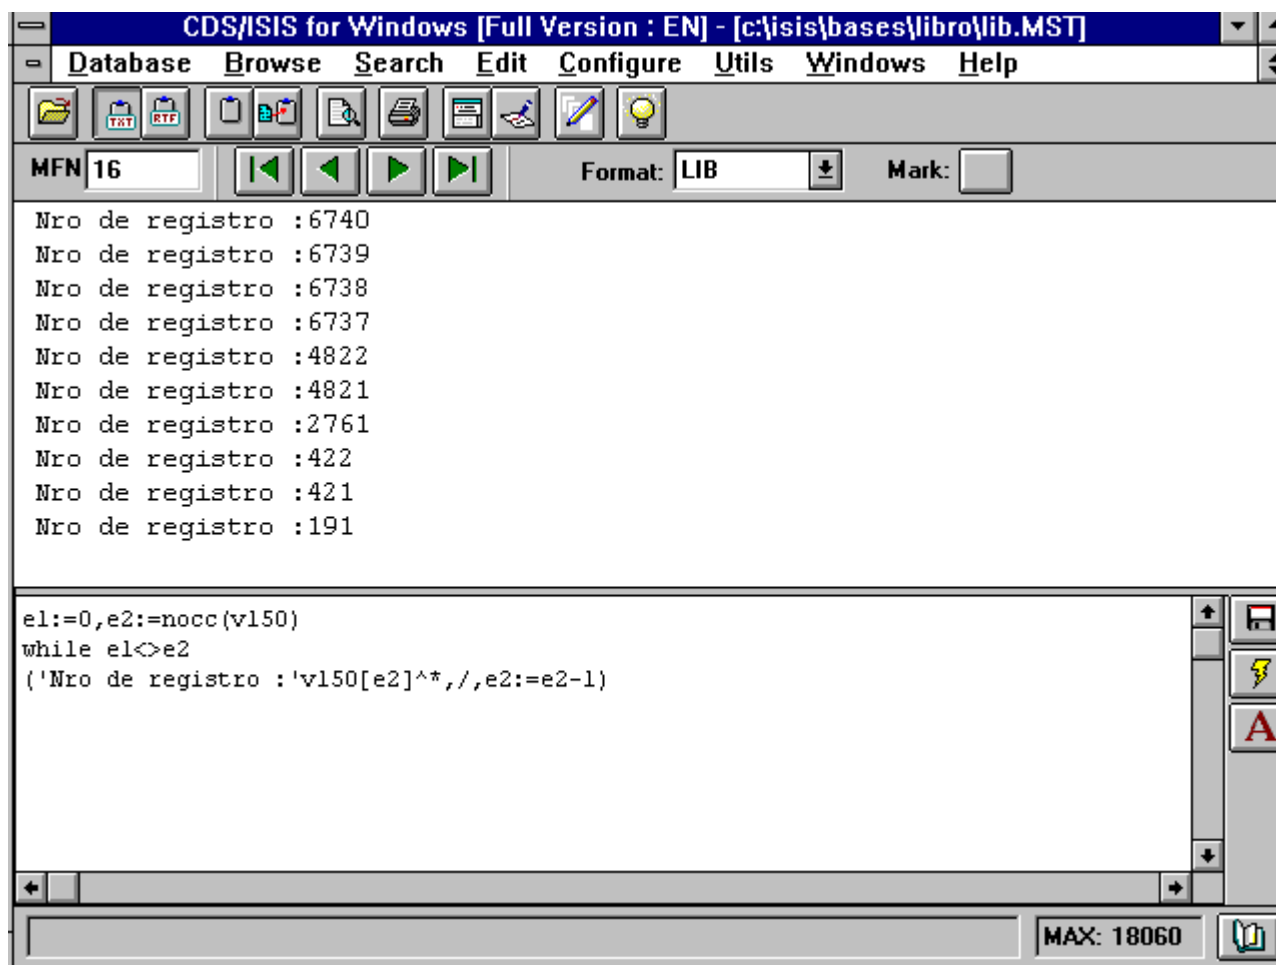 CDS/ISIS for Windows [Full Version : EN] - [c:\isis\bases\libro\lib.MST]
Database Browse Search Edit Configure Utils Windows Help
TXT RTF
MFN 16 Format: LIB Mark:
Nro de registro :6740
Nro de registro :6739
Nro de registro :6738
Nro de registro :6737
Nro de registro :4822
Nro de registro :4821
Nro de registro :2761
Nro de registro :422
Nro de registro :421
Nro de registro :191
e1:=0,e2:=nocc(v150)
while e1<>e2
('Nro de registro :'v150[e2]^*,/,e2:=e2-1)
A
MAX: 18060